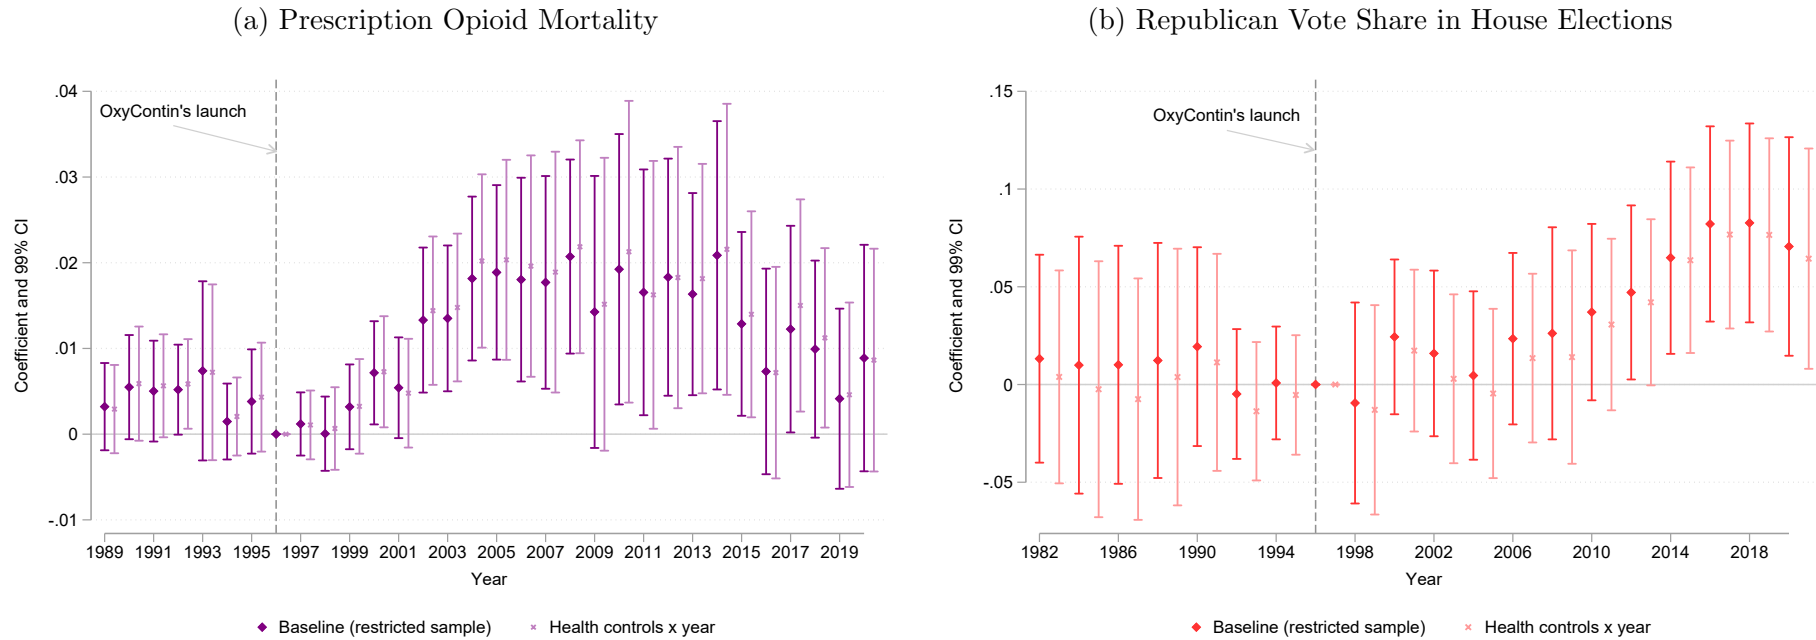 (a) Prescription Opioid Mortality
Coefficient and 99% CI
.04
.03
.02
.01
0
-.01
OxyContin's launch
1989 1991 1993 1995 1997 1999 2001 2003 2005 2007 2009 2011 2013 2015 2017 2019
Year
Baseline (restricted sample) Health controls x year
(b) Republican Vote Share in House Elections
Coefficient and 99% CI
.15
.1
.05
0
-.05
OxyContin's launch
1982 1986 1990 1994 1998 2002 2006 2010 2014 2018
Year
Baseline (restricted sample) Health controls x year